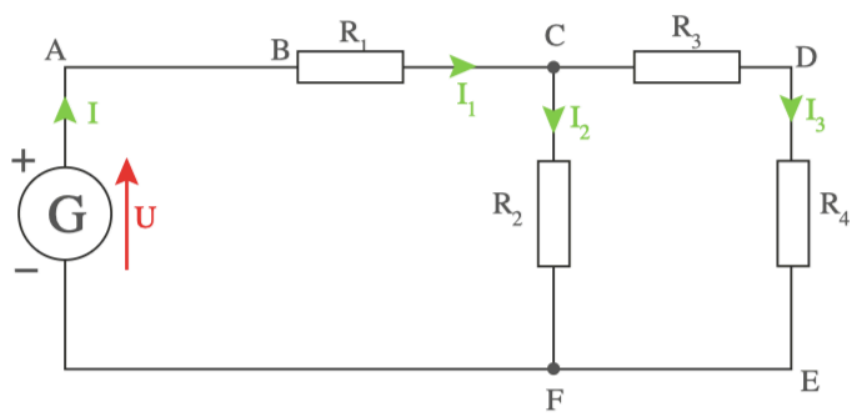 A
B
R₁
C
R₃
D
I
I₁
I₂
I₃
+
G
U
R₂
R₄
−
F
E